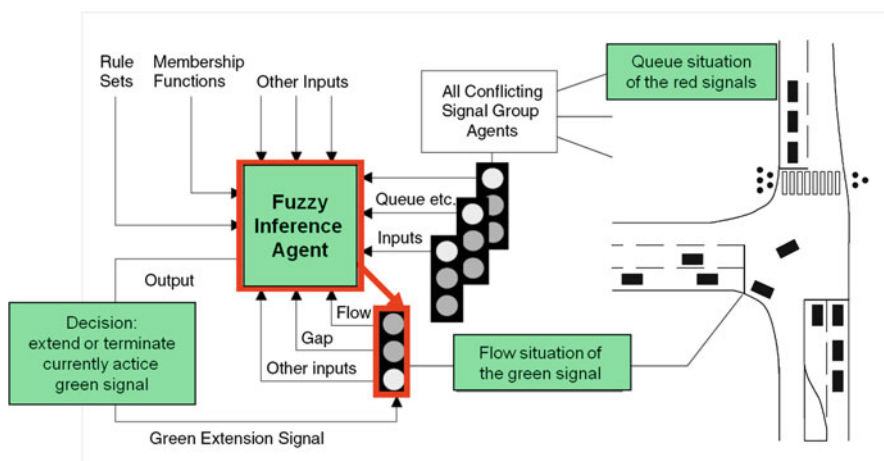 Rule
Sets
Membership
Functions
Other Inputs
All Conflicting
Signal Group
Agents
Queue situation
of the red signals
Fuzzy
Inference
Agent
Queue etc.
Inputs
Output
Decision:
extend or terminate
currently actice
green signal
Flow
Gap
Other inputs
Flow situation of
the green signal
Green Extension Signal